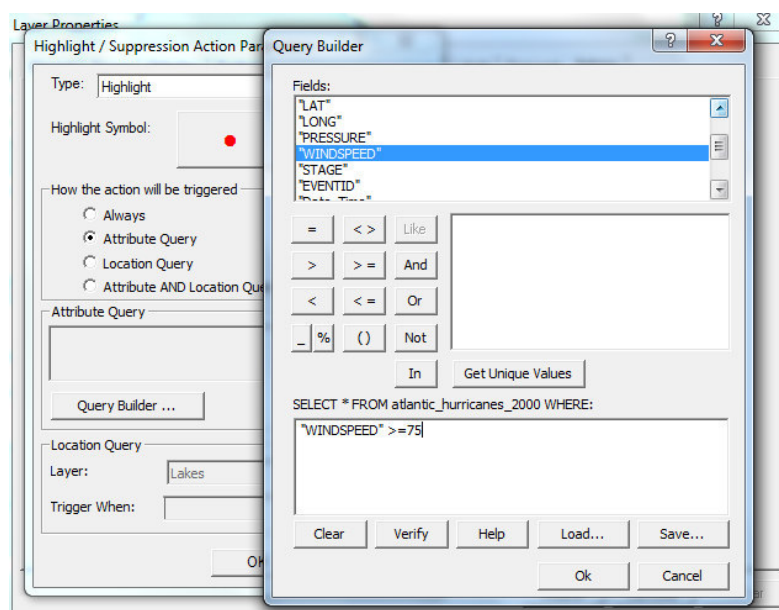 Layer Properties
Highlight / Suppression Action Par
Type: Highlight
Highlight Symbol:
How the action will be triggered
Always
Attribute Query
Location Query
Attribute AND Location Que
Attribute Query
Query Builder ...
Location Query
Layer: Lakes
Trigger When:
OK
Query Builder
Fields:
"LAT"
"LONG"
"PRESSURE"
"WINDSPEED"
"STAGE"
"EVENTID"
"Date_Time"
= < > Like
> > = And
< < = Or
_ % () Not
In Get Unique Values
SELECT * FROM atlantic_hurricanes_2000 WHERE:
"WINDSPEED" >=75
Clear Verify Help Load... Save...
Ok Cancel